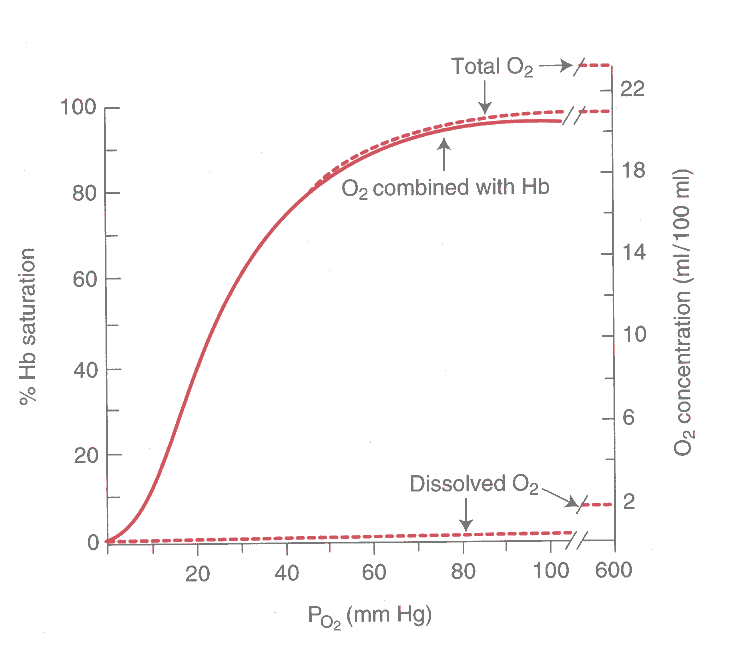 Total O₂
22
100
18
O₂ combined with Hb
80
14
60
% Hb saturation
O₂ concentration (ml/100 ml)
10
40
6
20
Dissolved O₂
2
0
20 40 60 80 100 600
P_O₂ (mm Hg)